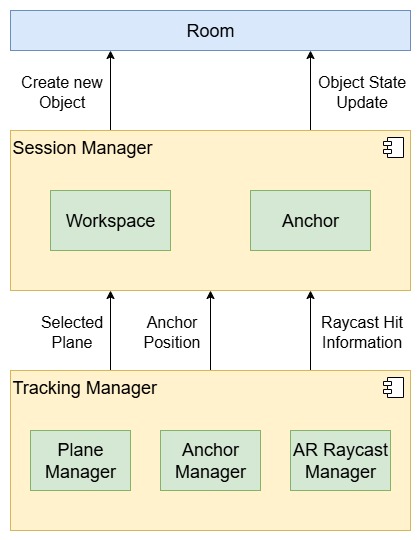 Room
Create new
Object
Object State
Update
Session Manager
Workspace
Anchor
Selected
Plane
Anchor
Position
Raycast Hit
Information
Tracking Manager
Plane
Manager
Anchor
Manager
AR Raycast
Manager